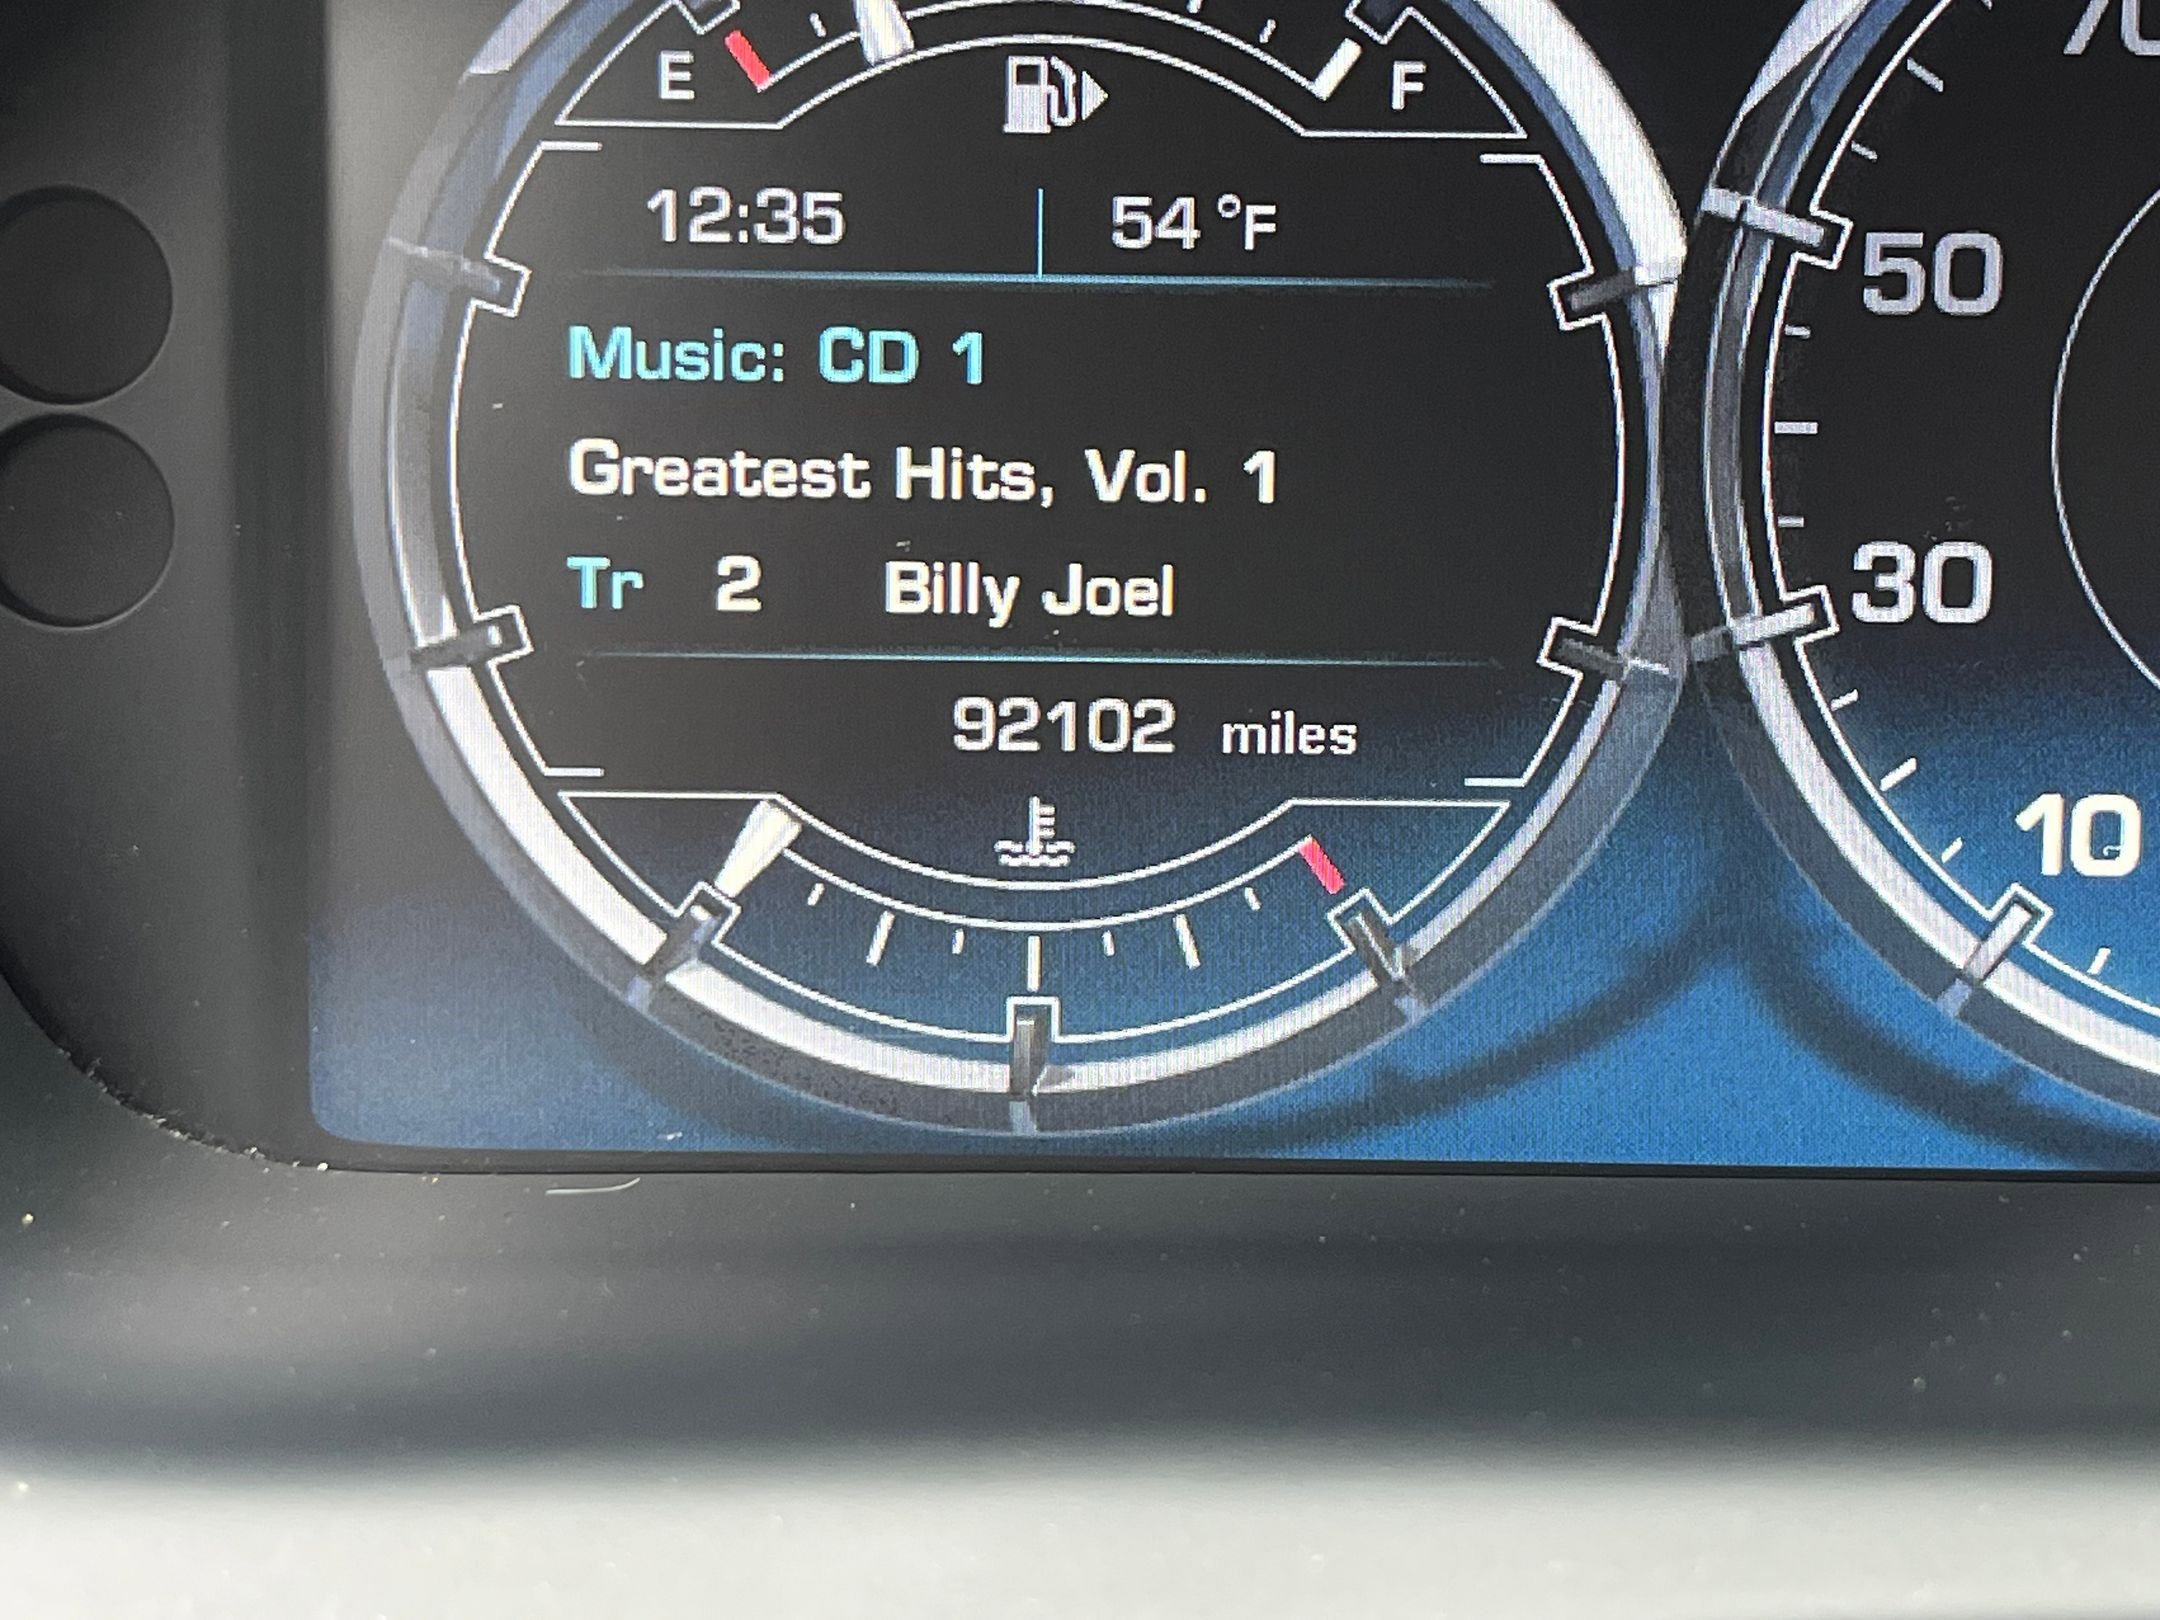 E F
12:35 54 °F
Music: CD 1
Greatest Hits, Vol. 1
Tr 2 Billy Joel
92102 miles
50
30
10